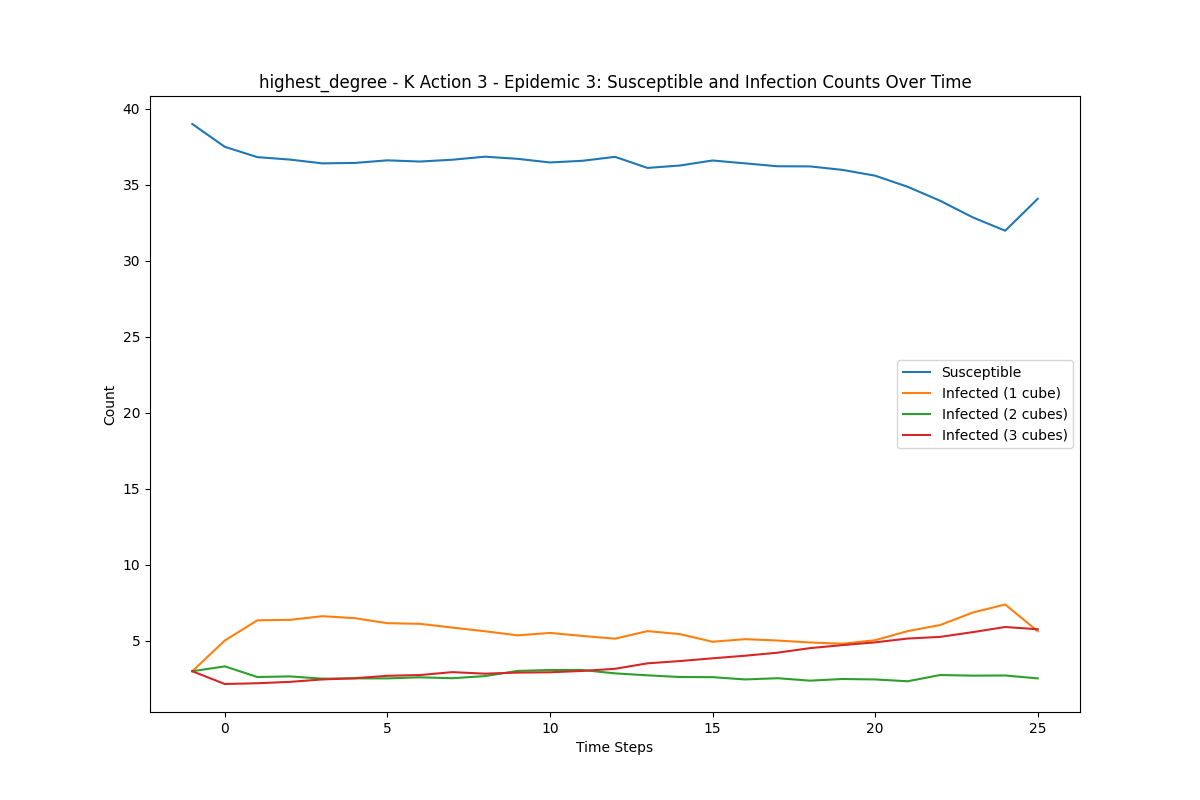 highest_degree - K Action 3 - Epidemic 3: Susceptible and Infection Counts Over Time
40
35
30
25
20
15
10
5
Count
Susceptible
Infected (1 cube)
Infected (2 cubes)
Infected (3 cubes)
0
5
10
15
20
25
Time Steps